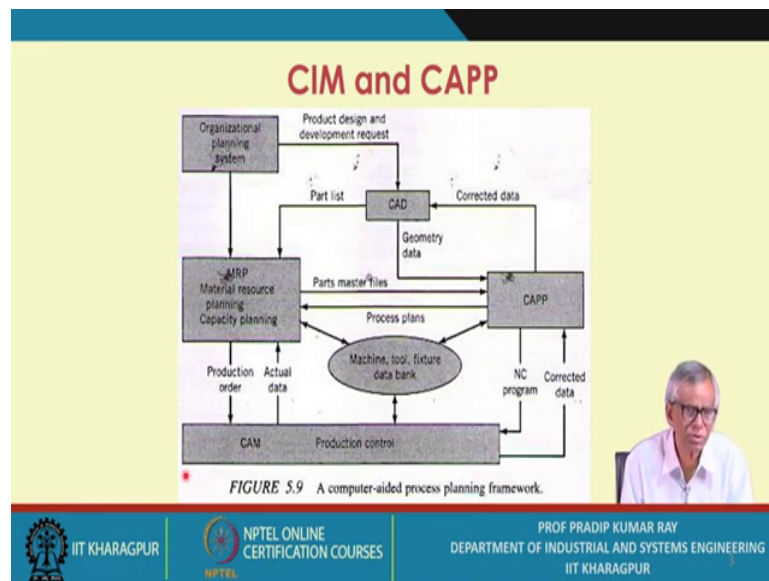 CIM and CAPP
Organizational
planning
system
Product design and
development request
Part list
CAD
Corrected data
Geometry
data
MRP
Material resource
planning
Capacity planning
Parts master files
Process plans
CAPP
Machine, tool, fixture
data bank
Production
order
Actual
data
NC
program
Corrected
data
CAM
Production control
FIGURE 5.9 A computer-aided process planning framework.
IIT KHARAGPUR
NPTEL
NPTEL ONLINE
CERTIFICATION COURSES
PROF PRADIP KUMAR RAY
DEPARTMENT OF INDUSTRIAL AND SYSTEMS ENGINEERING
IIT KHARAGPUR
3